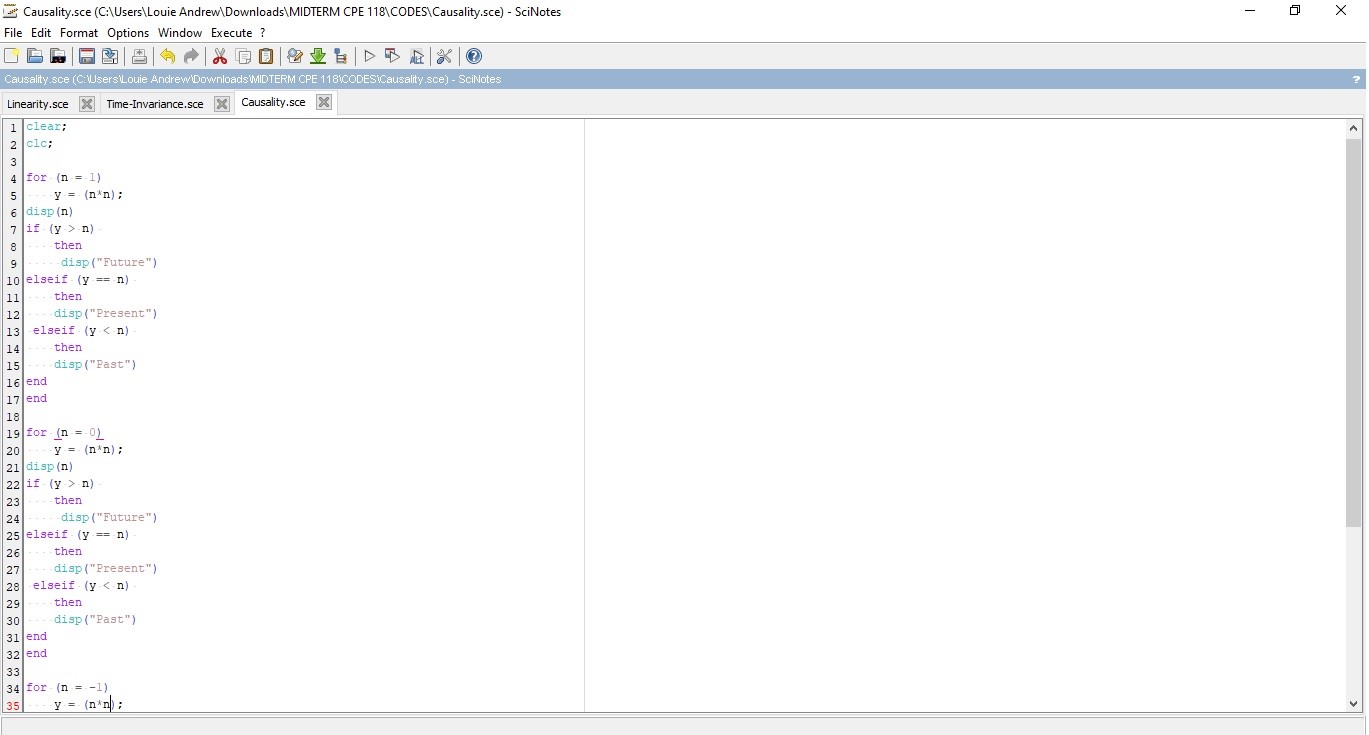 Causality.sce (C:\Users\Louie Andrew\Downloads\MIDTERM CPE 118\CODES\Causality.sce) - SciNotes
File Edit Format Options Window Execute ?
Causality.sce (C:\Users\Louie Andrew\Downloads\MIDTERM CPE 118\CODES\Causality.sce) - SciNotes ?
Linearity.sce Time-Invariance.sce Causality.sce
1 clear;
2 clc;
3
4 for (n = 1)
5     y = (n*n);
6 disp(n)
7 if (y > n)
8     then
9      disp("Future")
10 elseif (y == n)
11     then
12     disp("Present")
13  elseif (y < n)
14     then
15     disp("Past")
16 end
17 end
18
19 for (n = 0)
20     y = (n*n);
21 disp(n)
22 if (y > n)
23     then
24      disp("Future")
25 elseif (y == n)
26     then
27     disp("Present")
28  elseif (y < n)
29     then
30     disp("Past")
31 end
32 end
33
34 for (n = -1)
35     y = (n*n);